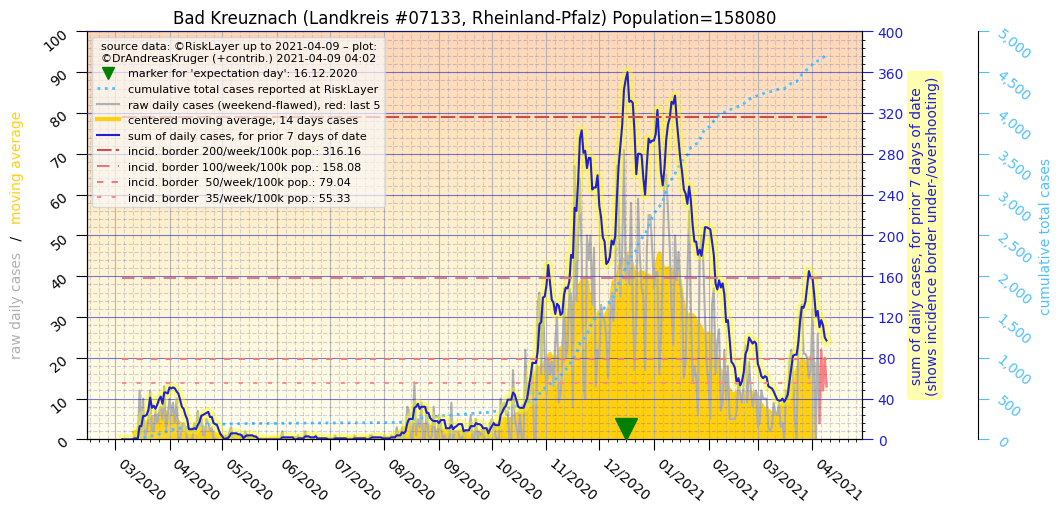 Bad Kreuznach (Landkreis #07133, Rheinland-Pfalz) Population=158080
source data: ©RiskLayer up to 2021-04-09 – plot:
©DrAndreasKruger (+contrib.) 2021-04-09 04:02
marker for 'expectation day': 16.12.2020
cumulative total cases reported at RiskLayer
raw daily cases (weekend-flawed), red: last 5
centered moving average, 14 days cases
sum of daily cases, for prior 7 days of date
incid. border 200/week/100k pop.: 316.16
incid. border 100/week/100k pop.: 158.08
incid. border  50/week/100k pop.: 79.04
incid. border  35/week/100k pop.: 55.33
raw daily cases / moving average
100
90
80
70
60
50
40
30
20
10
0
03/2020
04/2020
05/2020
06/2020
07/2020
08/2020
09/2020
10/2020
11/2020
12/2020
01/2021
02/2021
03/2021
04/2021
400
360
320
280
240
200
160
120
80
40
0
sum of daily cases, for prior 7 days of date
(shows incidence border under-/overshooting)
5,000
4,500
4,000
3,500
3,000
2,500
2,000
1,500
1,000
500
0
cumulative total cases